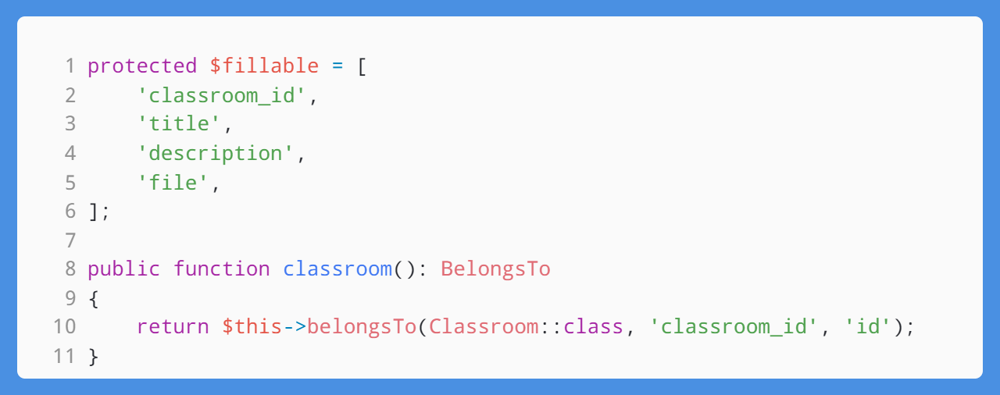 1 protected $fillable = [
2     'classroom_id',
3     'title',
4     'description',
5     'file',
6 ];
7
8 public function classroom(): BelongsTo
9 {
10     return $this->belongsTo(Classroom::class, 'classroom_id', 'id');
11 }